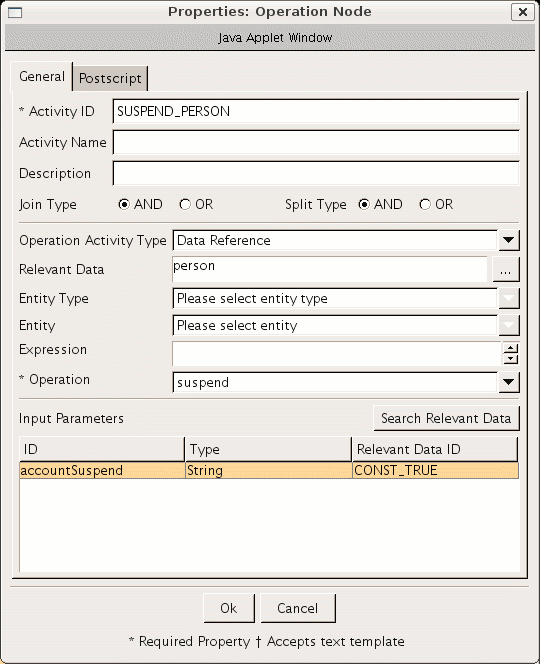 Properties: Operation Node
Java Applet Window
General Postscript
* Activity ID SUSPEND_PERSON
Activity Name
Description
Join Type AND OR Split Type AND OR
Operation Activity Type Data Reference
Relevant Data person ...
Entity Type Please select entity type
Entity Please select entity
Expression
* Operation suspend
Input Parameters Search Relevant Data
ID Type Relevant Data ID
accountSuspend String CONST_TRUE
Ok Cancel
* Required Property † Accepts text template